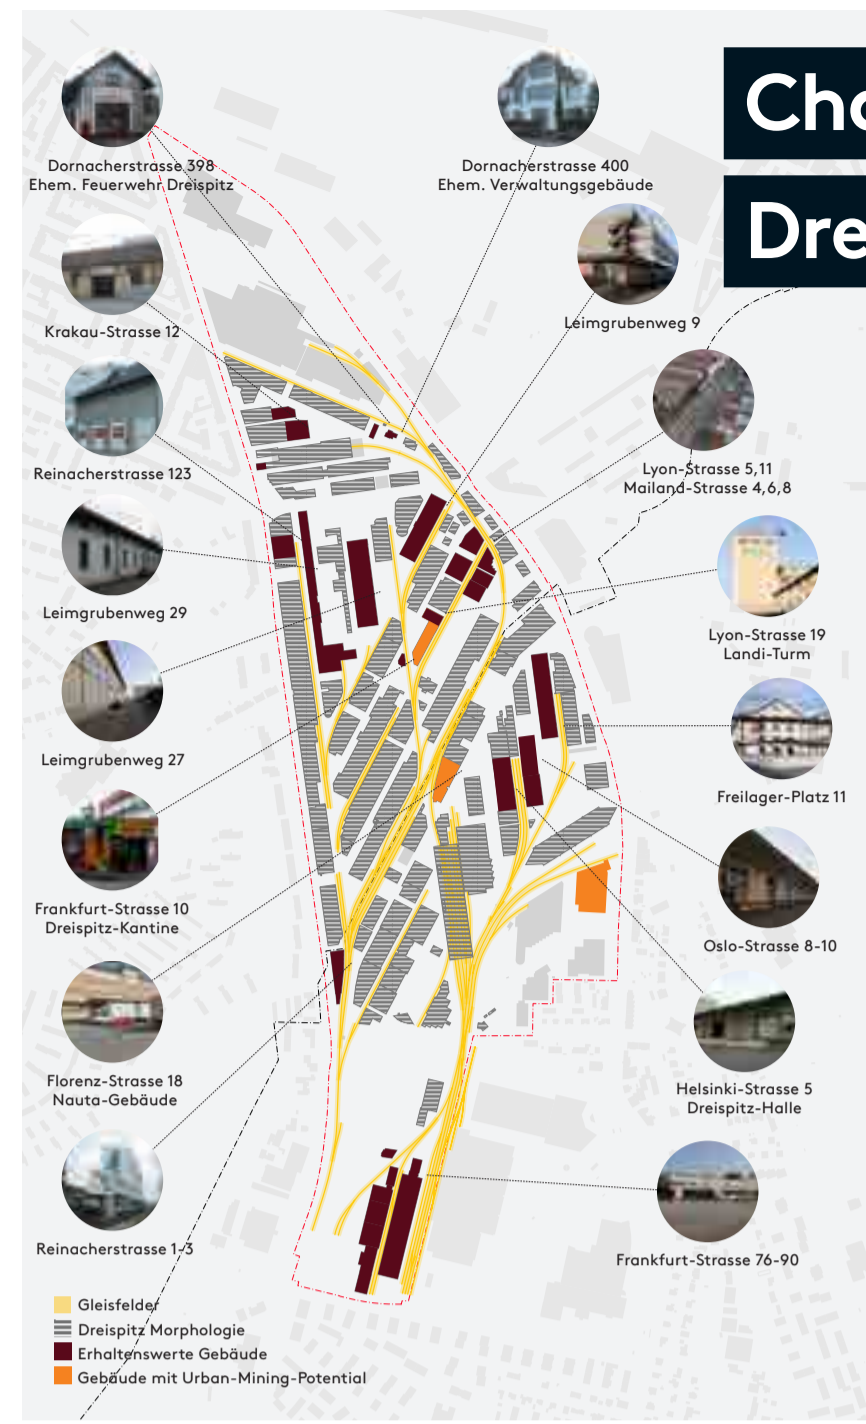 Cho
Dre
Dornacherstrasse 398
Ehem. Feuerwehr Dreispitz
Dornacherstrasse 400
Ehem. Verwaltungsgebäude
Krakau-Strasse 12
Leimgrubenweg 9
Reinacherstrasse 123
Lyon-Strasse 5,11
Mailand-Strasse 4,6,8
Leimgrubenweg 29
Lyon-Strasse 19
Landi-Turm
Leimgrubenweg 27
Freilager-Platz 11
Frankfurt-Strasse 10
Dreispitz-Kantine
Oslo-Strasse 8-10
Florenz-Strasse 18
Nauta-Gebäude
Helsinki-Strasse 5
Dreispitz-Halle
Reinacherstrasse 1-3
Frankfurt-Strasse 76-90
Gleisfelder
Dreispitz Morphologie
Erhaltenswerte Gebäude
Gebäude mit Urban-Mining-Potential